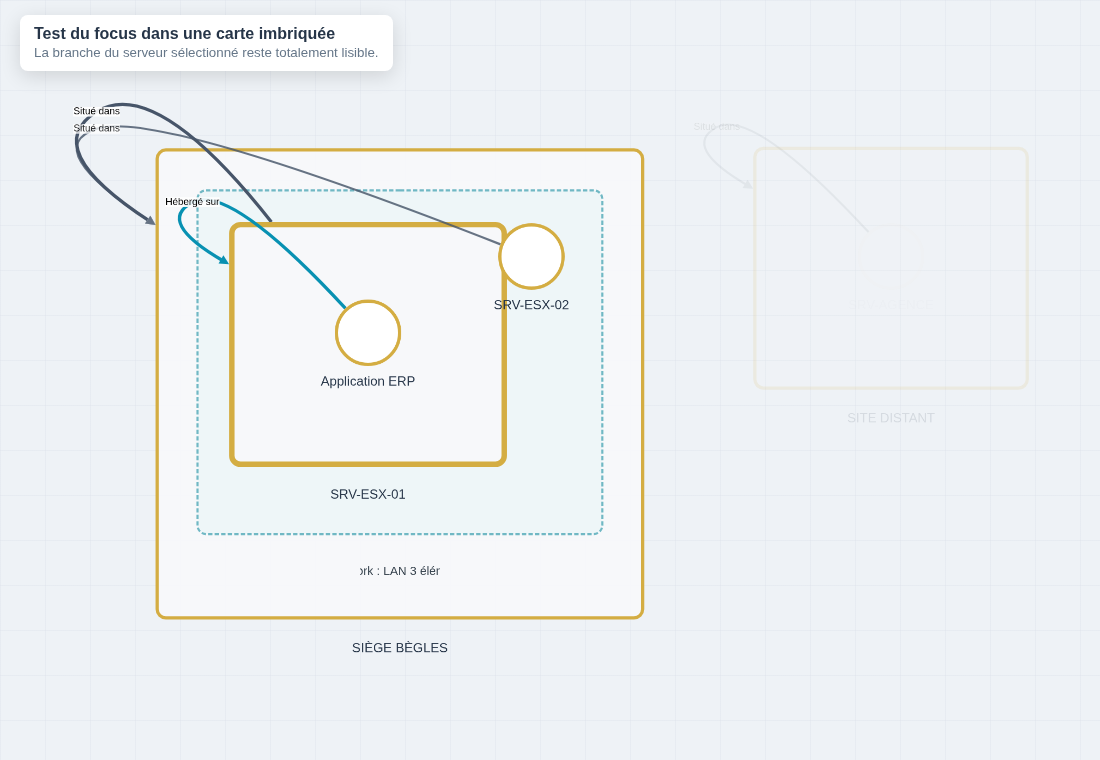 Test du focus dans une carte imbriquée
La branche du serveur sélectionné reste totalement lisible.
Situé dans
Situé dans
Situé dans
Hébergé sur
SRV-ESX-02
Application ERP
SITE DISTANT
SRV-ESX-01
ork : LAN 3 élér
SIÈGE BÈGLES